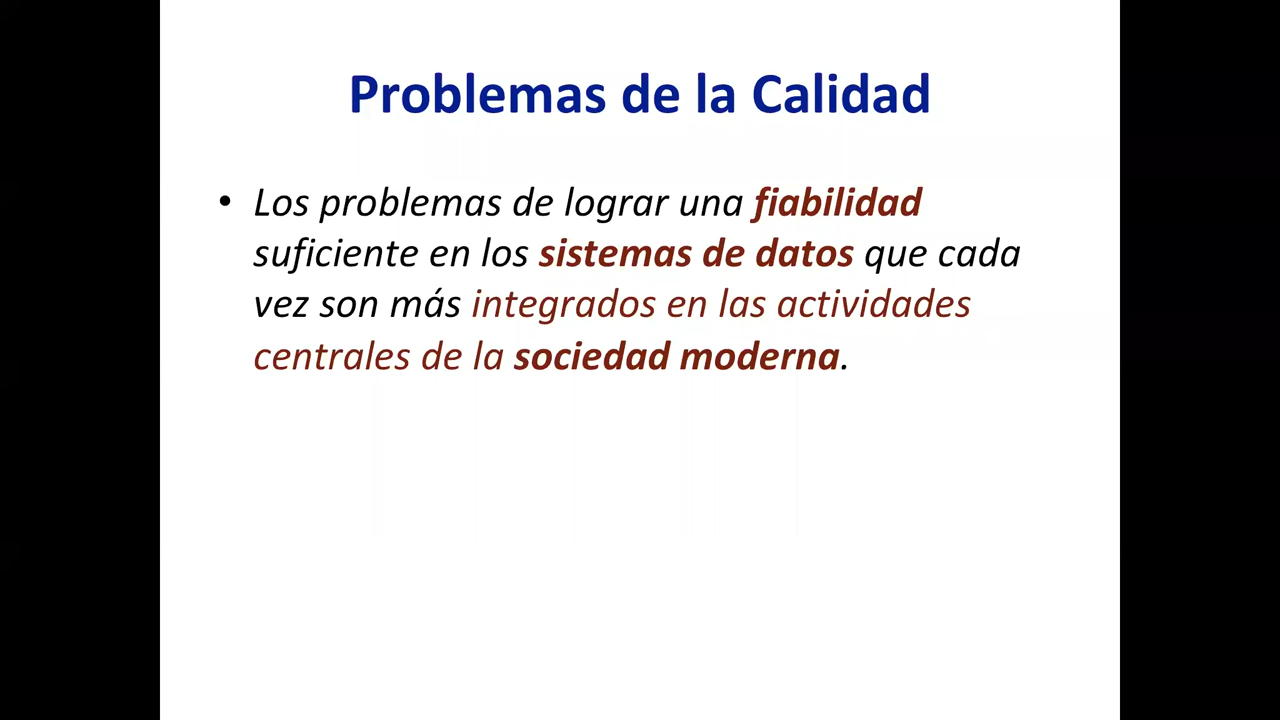 Problemas de la Calidad
• Los problemas de lograr una fiabilidad
suficiente en los sistemas de datos que cada
vez son más integrados en las actividades
centrales de la sociedad moderna.